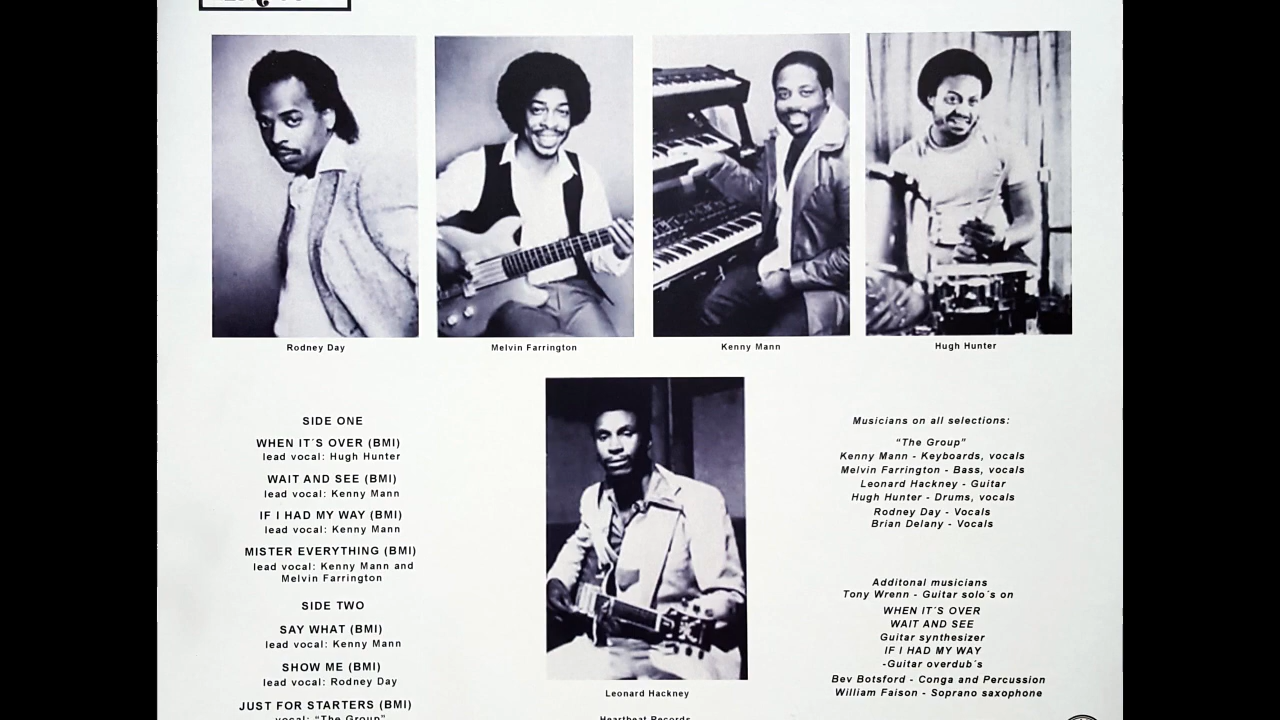 Rodney Day
Melvin Farrington
Kenny Mann
Hugh Hunter
SIDE ONE
WHEN IT´S OVER (BMI)
lead vocal: Hugh Hunter
WAIT AND SEE (BMI)
lead vocal: Kenny Mann
IF I HAD MY WAY (BMI)
lead vocal: Kenny Mann
MISTER EVERYTHING (BMI)
lead vocal: Kenny Mann and
Melvin Farrington
SIDE TWO
SAY WHAT (BMI)
lead vocal: Kenny Mann
SHOW ME (BMI)
lead vocal: Rodney Day
JUST FOR STARTERS (BMI)
vocal: “The Group”
Leonard Hackney
Heartbeat Records
Musicians on all selections:
“The Group”
Kenny Mann - Keyboards, vocals
Melvin Farrington - Bass, vocals
Leonard Hackney - Guitar
Hugh Hunter - Drums, vocals
Rodney Day - Vocals
Brian Delany - Vocals
Additonal musicians
Tony Wrenn - Guitar solo´s on
WHEN IT´S OVER
WAIT AND SEE
Guitar synthesizer
IF I HAD MY WAY
-Guitar overdub´s
Bev Botsford - Conga and Percussion
William Faison - Soprano saxophone